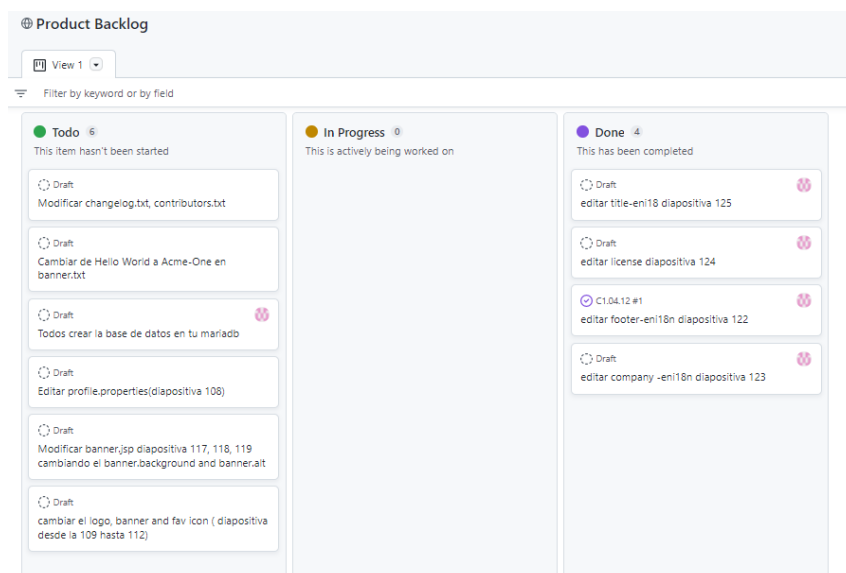 Product Backlog
View 1
Filter by keyword or by field
Todo 6
This item hasn't been started
Draft
Modificar changelog.txt, contributors.txt
Draft
Cambiar de Hello World a Acme-One en
banner.txt
Draft
Todos crear la base de datos en tu mariadb
Draft
Editar profile.properties(diapositiva 108)
Draft
Modificar banner.jsp diapositiva 117, 118, 119
cambiando el banner.background and banner.alt
Draft
cambiar el logo, banner and fav icon ( diapositiva
desde la 109 hasta 112)
In Progress 0
This is actively being worked on
Done 4
This has been completed
Draft
editar title-eni18 diapositiva 125
Draft
editar license diapositiva 124
C1.04.12 #1
editar footer-eni18n diapositiva 122
Draft
editar company -eni18n diapositiva 123